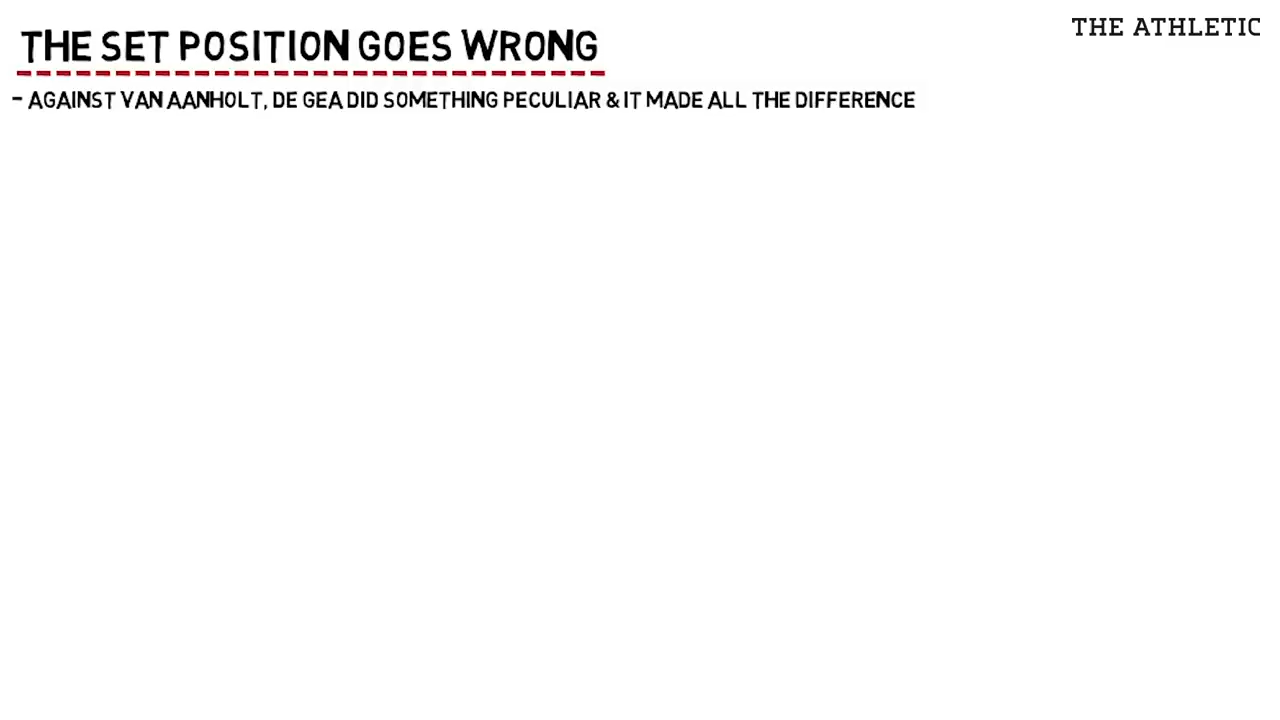 THE SET POSITION GOES WRONG
THE ATHLETIC
- AGAINST VAN AANHOLT, DE GEA DID SOMETHING PECULIAR & IT MADE ALL THE DIFFERENCE